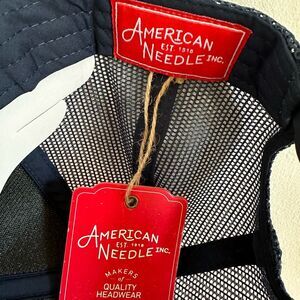 AMERICAN
EST. 1918
NEEDLE INC.
AMERICAN
EST. 1918
NEEDLE INC.
MAKERS
of
QUALITY
HEADWEAR